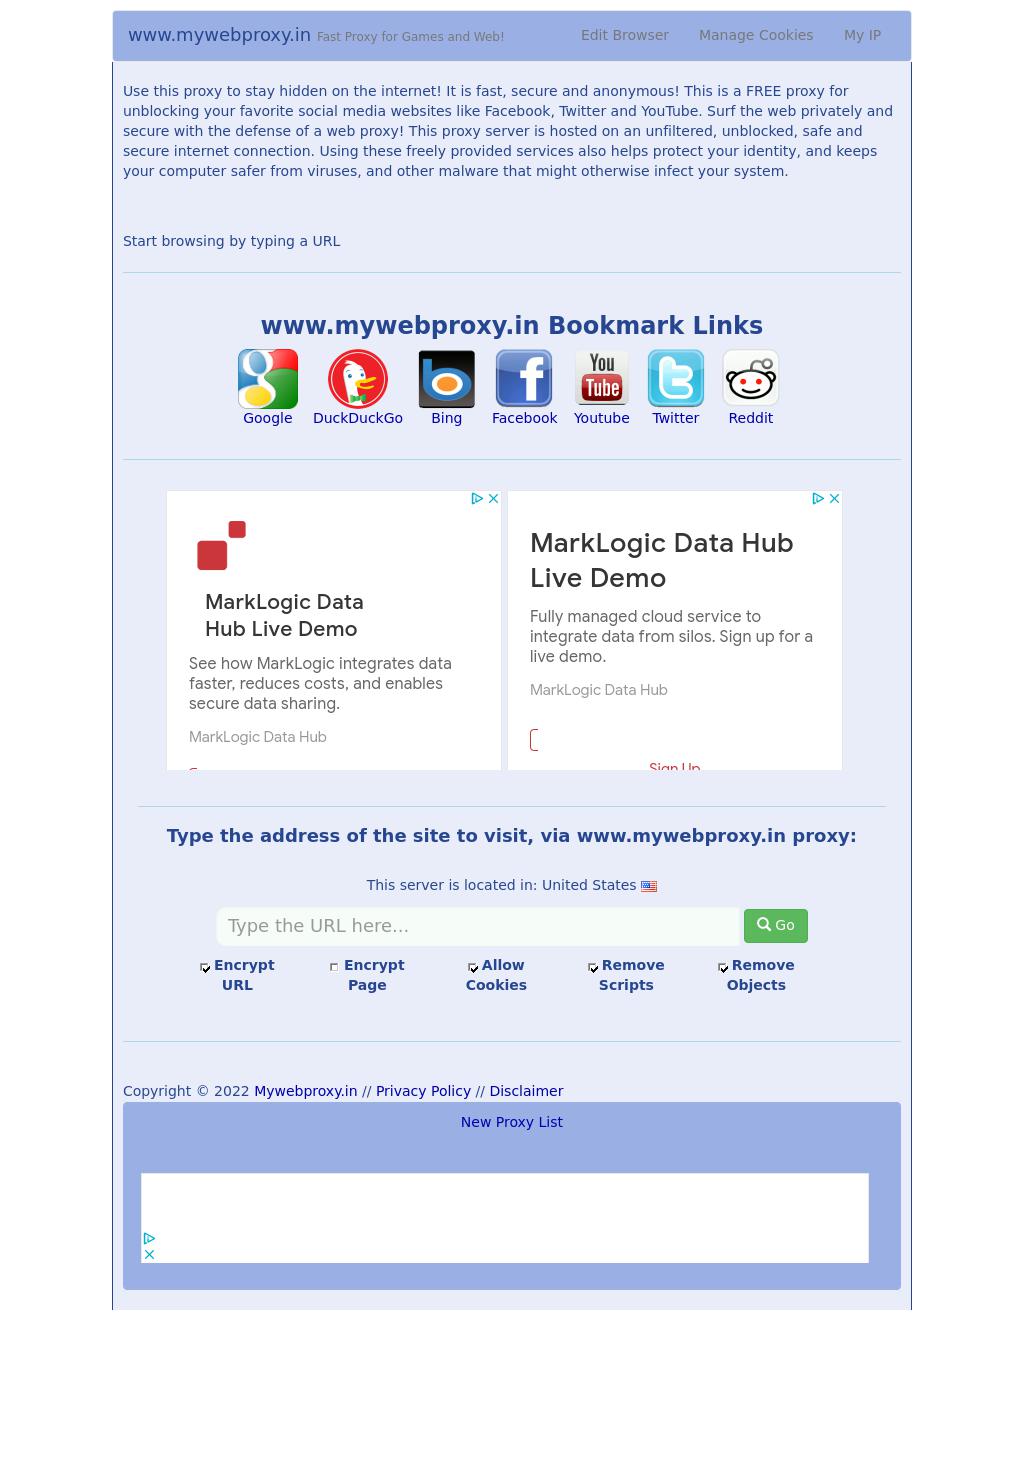 www.mywebproxy.in Fast Proxy for Games and Web! Edit Browser Manage Cookies My IP
Use this proxy to stay hidden on the internet! It is fast, secure and anonymous! This is a FREE proxy for
unblocking your favorite social media websites like Facebook, Twitter and YouTube. Surf the web privately and
secure with the defense of a web proxy! This proxy server is hosted on an unfiltered, unblocked, safe and
secure internet connection. Using these freely provided services also helps protect your identity, and keeps
your computer safer from viruses, and other malware that might otherwise infect your system.
Start browsing by typing a URL
www.mywebproxy.in Bookmark Links
You
Tube
Google DuckDuckGo Bing Facebook Youtube Twitter Reddit
MarkLogic Data
Hub Live Demo
See how MarkLogic integrates data
faster, reduces costs, and enables
secure data sharing.
MarkLogic Data Hub
MarkLogic Data Hub
Live Demo
Fully managed cloud service to
integrate data from silos. Sign up for a
live demo.
MarkLogic Data Hub
Sign Up
Type the address of the site to visit, via www.mywebproxy.in proxy:
This server is located in: United States
Type the URL here... Go
Encrypt URL
Encrypt Page
Allow Cookies
Remove Scripts
Remove Objects
Copyright © 2022 Mywebproxy.in // Privacy Policy // Disclaimer
New Proxy List